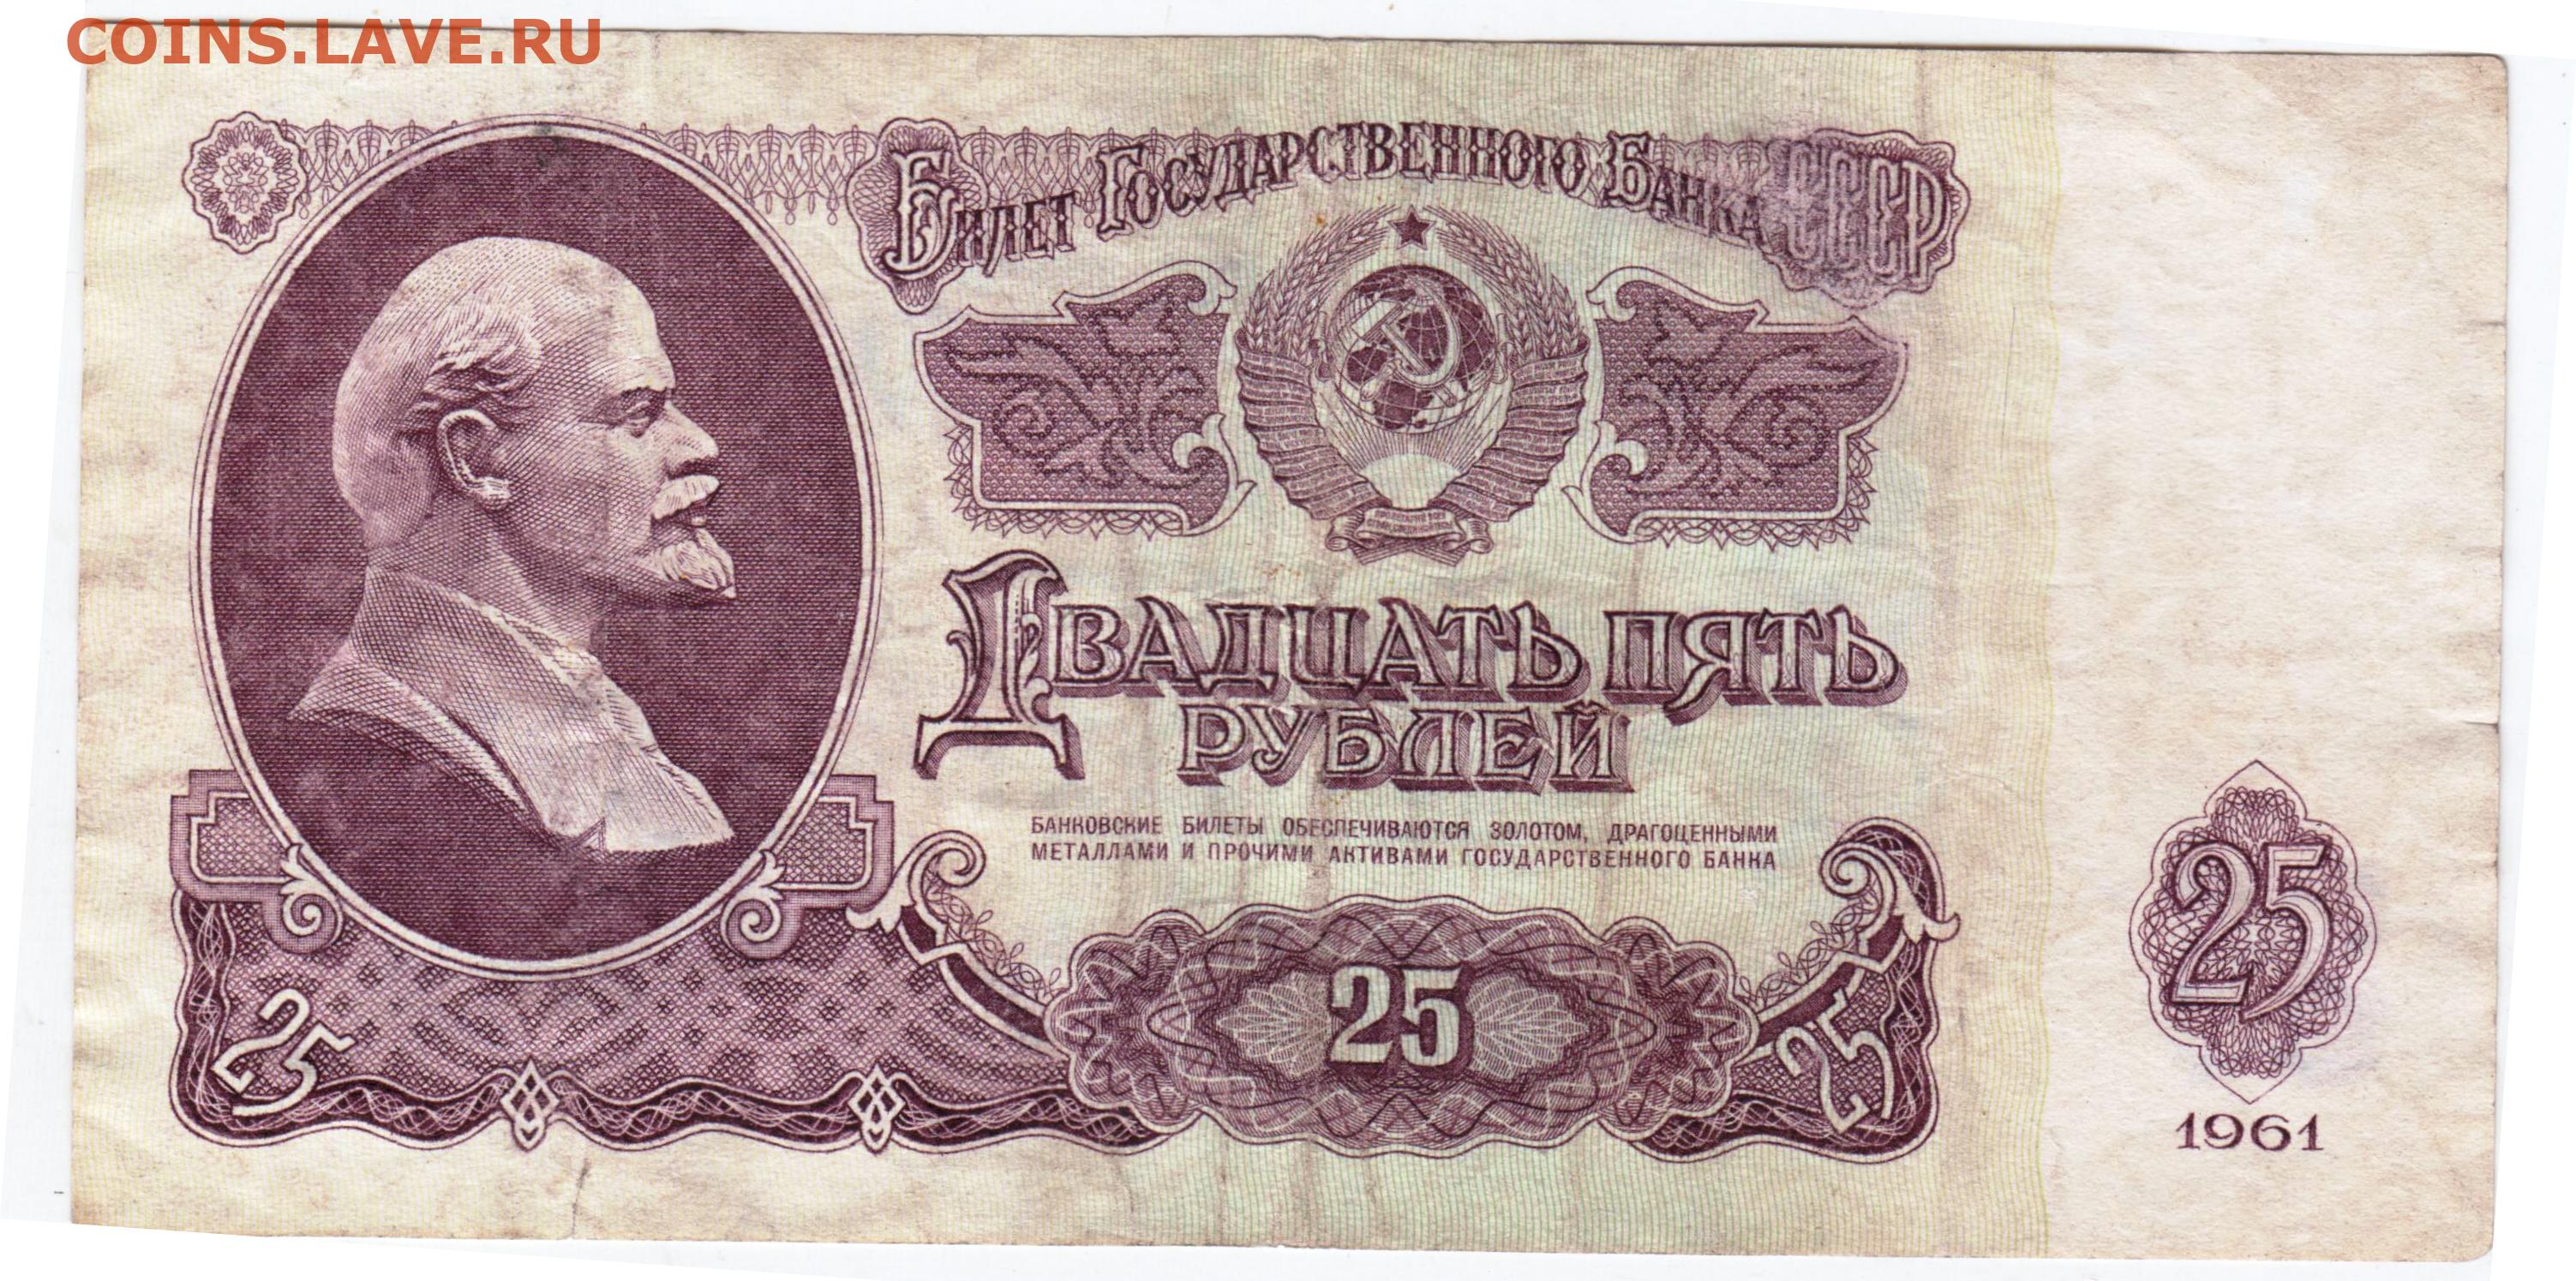 COINS.LAVE.RU
Билет Государственного Банка СССР
Двадцать пять
рублей
БАНКОВСКИЕ БИЛЕТЫ ОБЕСПЕЧИВАЮТСЯ ЗОЛОТОМ, ДРАГОЦЕННЫМИ
МЕТАЛЛАМИ И ПРОЧИМИ АКТИВАМИ ГОСУДАРСТВЕННОГО БАНКА
25
25
25
25
1961